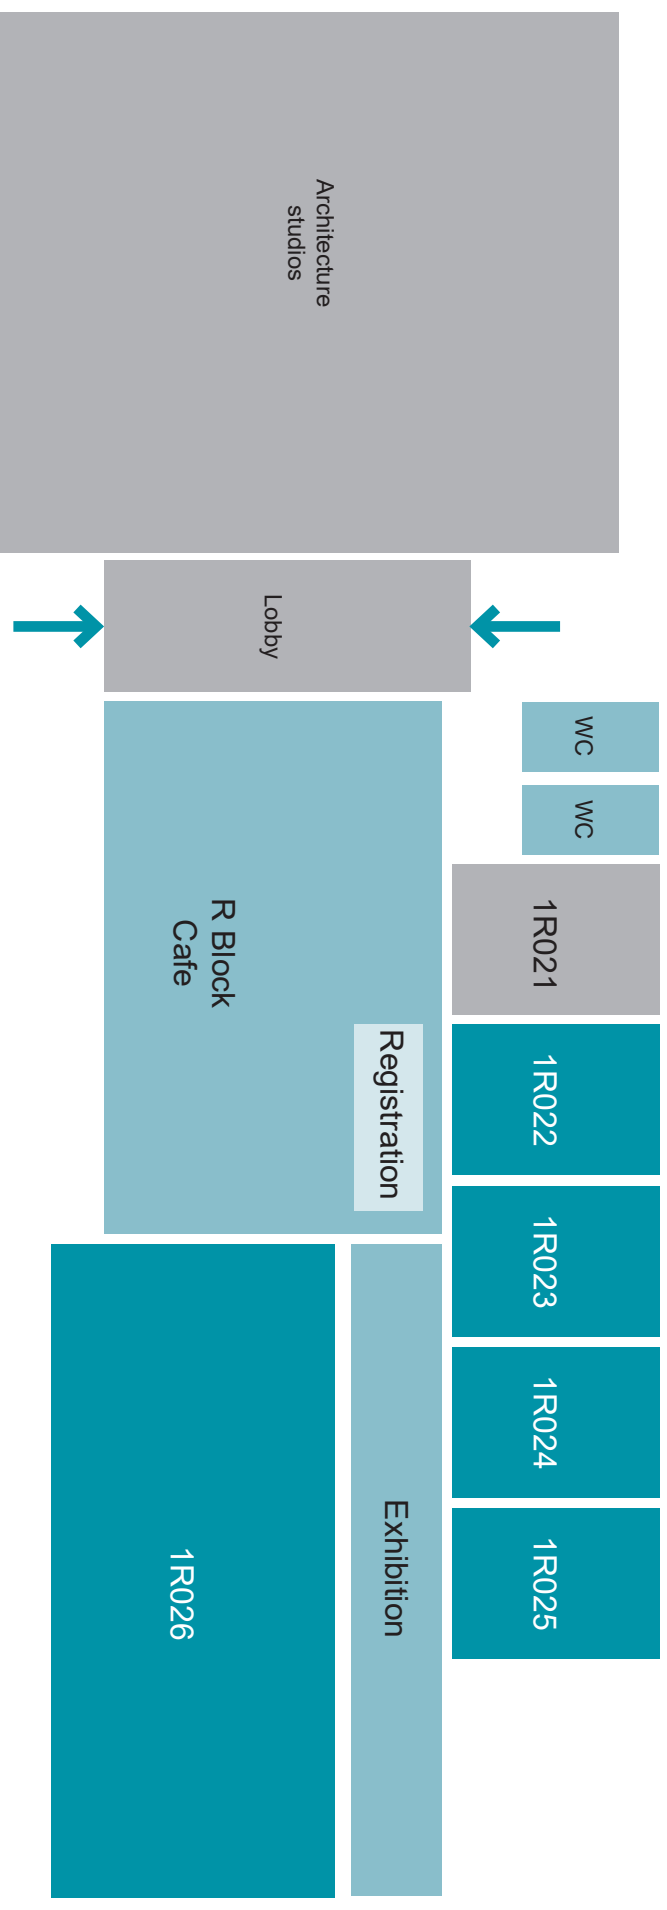 Architecture
studios
Lobby
WC
WC
1R021
R Block
Cafe
Registration
1R022
1R023
1R024
1R025
Exhibition
1R026